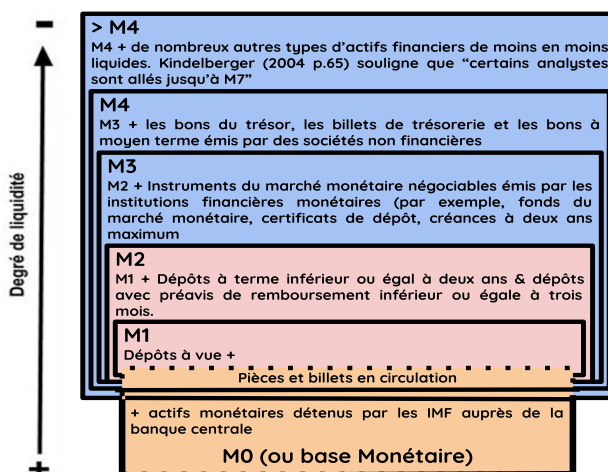 -
> M4
M4 + de nombreux autres types d'actifs financiers de moins en moins
liquides. Kindelberger (2004 p.65) souligne que "certains analystes
sont allés jusqu'à M7"
M4
M3 + les bons du trésor, les billets de trésorerie et les bons à
moyen terme émis par des sociétés non financières
M3
M2 + Instruments du marché monétaire négociables émis par les
institutions financières monétaires (par exemple, fonds du
marché monétaire, certificats de dépôt, créances à deux ans
maximum
M2
M1 + Dépôts à terme inférieur ou égal à deux ans & dépôts
avec préavis de remboursement inférieur ou égale à trois
mois.
M1
Dépôts à vue +
Pièces et billets en circulation
+ actifs monétaires détenus par les IMF auprès de la
banque centrale
M0 (ou base Monétaire)
Degré de liquidité
+